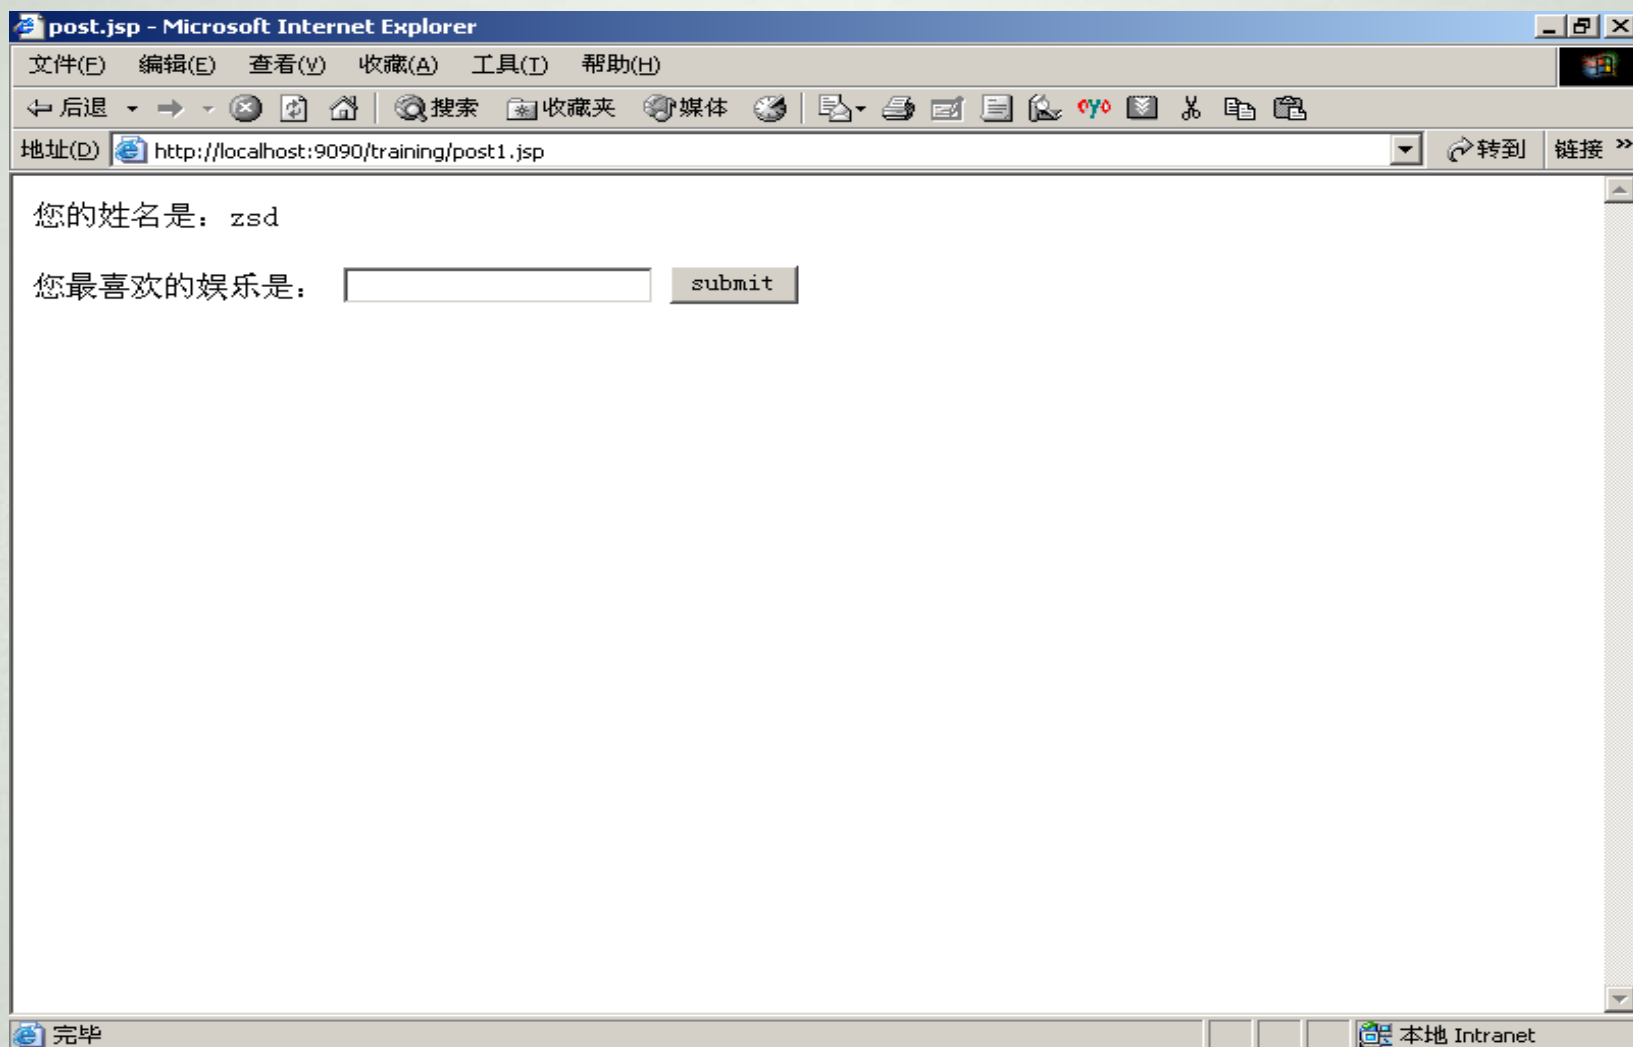 post.jsp - Microsoft Internet Explorer
文件(F) 编辑(E) 查看(V) 收藏(A) 工具(T) 帮助(H)
后退 搜索 收藏夹 媒体
地址(D) http://localhost:9090/training/post1.jsp 转到 链接 »
您的姓名是：zsd
您最喜欢的娱乐是： submit
完毕 本地 Intranet